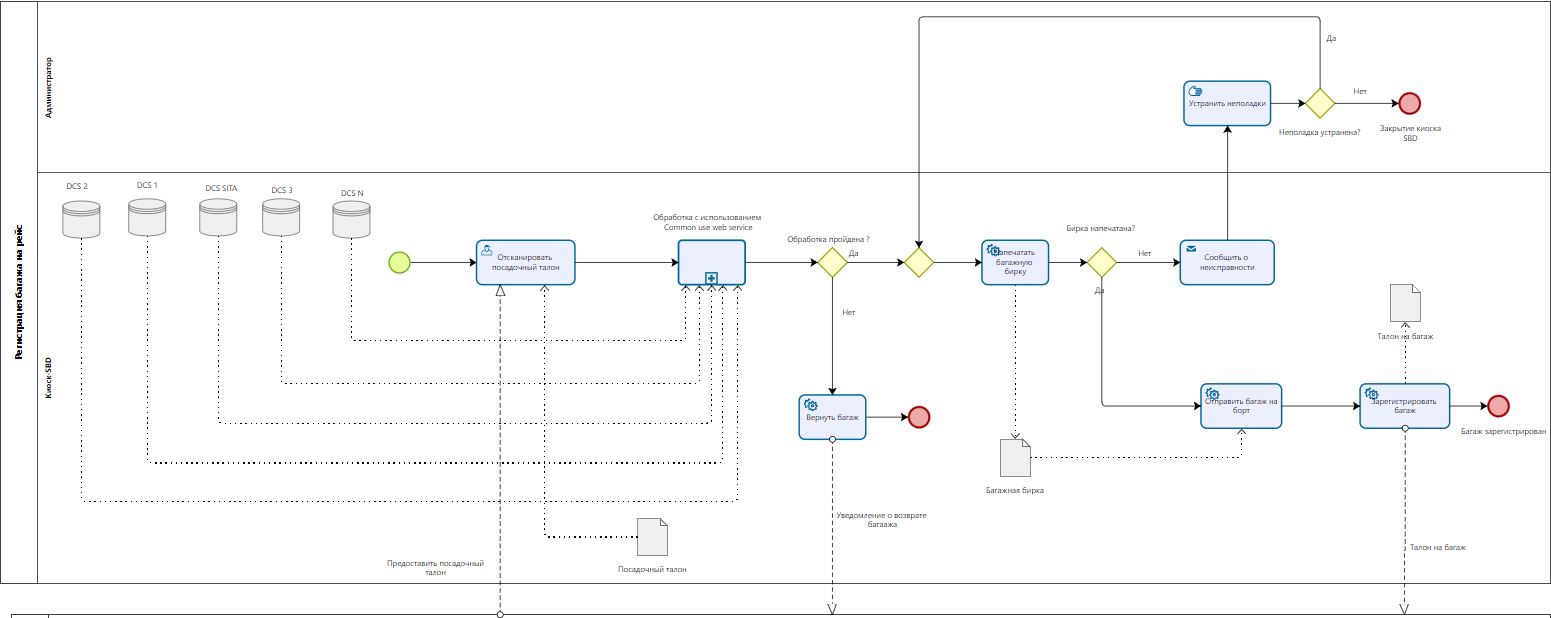 Регистрация багажа на рейс
Администратор
Да
Устранить неполадки
Нет
Неполадка устранена?
Закрытие киоска
SBD
Киоск-SBD
DCS 2
DCS 1
DCS SITA
DCS 3
DCS N
Отсканировать
посадочный талон
Обработка с использованием
Common use web service
Обработка пройдена ?
Да
Нет
Напечатать
багажную
бирку
Бирка напечатана?
Нет
Да
Сообщить о
неисправности
Талон на багаж
Вернуть багаж
Отправить багаж на
борт
Зарегистрировать
багаж
Багаж зарегистрирован
Багажная бирка
Уведомление о возврате
багаажа
Посадочный талон
Предоставить посадочный
талон
Талон на багаж